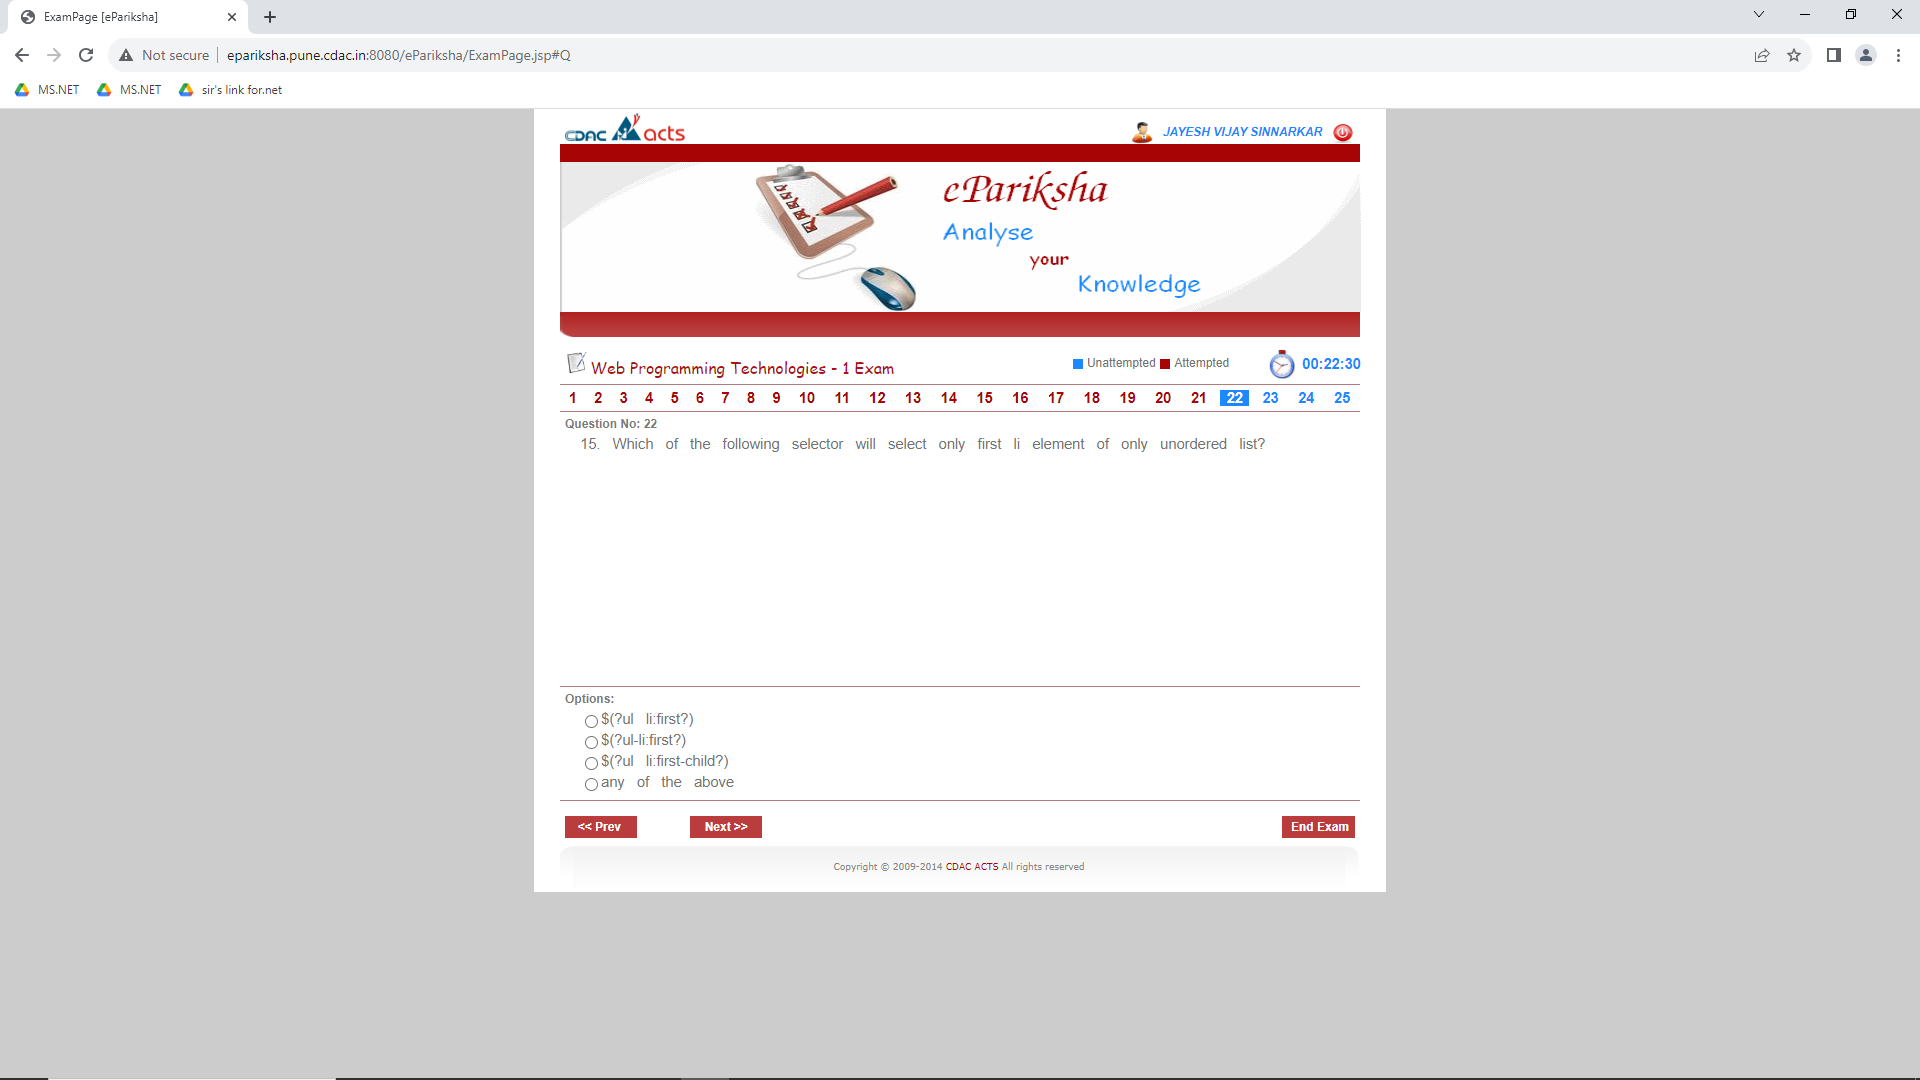 ExamPage [ePariksha]
Not secure epariksha.pune.cdac.in:8080/ePariksha/ExamPage.jsp#Q
MS.NET MS.NET sir's link for.net
CDAC acts JAYESH VIJAY SINNARKAR
ePariksha
Analyse
your
Knowledge
Web Programming Technologies - 1 Exam Unattempted Attempted 00:22:30
1 2 3 4 5 6 7 8 9 10 11 12 13 14 15 16 17 18 19 20 21 22 23 24 25
Question No: 22
15. Which of the following selector will select only first li element of only unordered list?
Options:
$(?ul li:first?)
$(?ul-li:first?)
$(?ul li:first-child?)
any of the above
<< Prev Next >> End Exam
Copyright © 2009-2014 CDAC ACTS All rights reserved